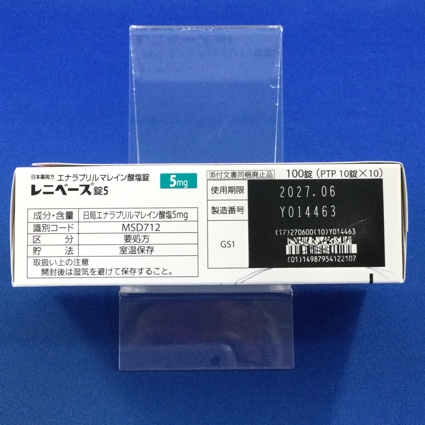 日本薬局方 エナラプリルマレイン酸塩錠
レニベース®錠5
5mg
成分・含量 日局エナラプリルマレイン酸塩5mg
識別コード MSD712
区分 要処方
貯法 室温保存
取扱い上の注意
開封後は湿気を避けて保存すること。
添付文書同梱廃止品 100錠(PTP 10錠×10)
使用期限 2027.06
製造番号 Y014463
GS1
(17)270600(10)Y014463
(01)14987954122107